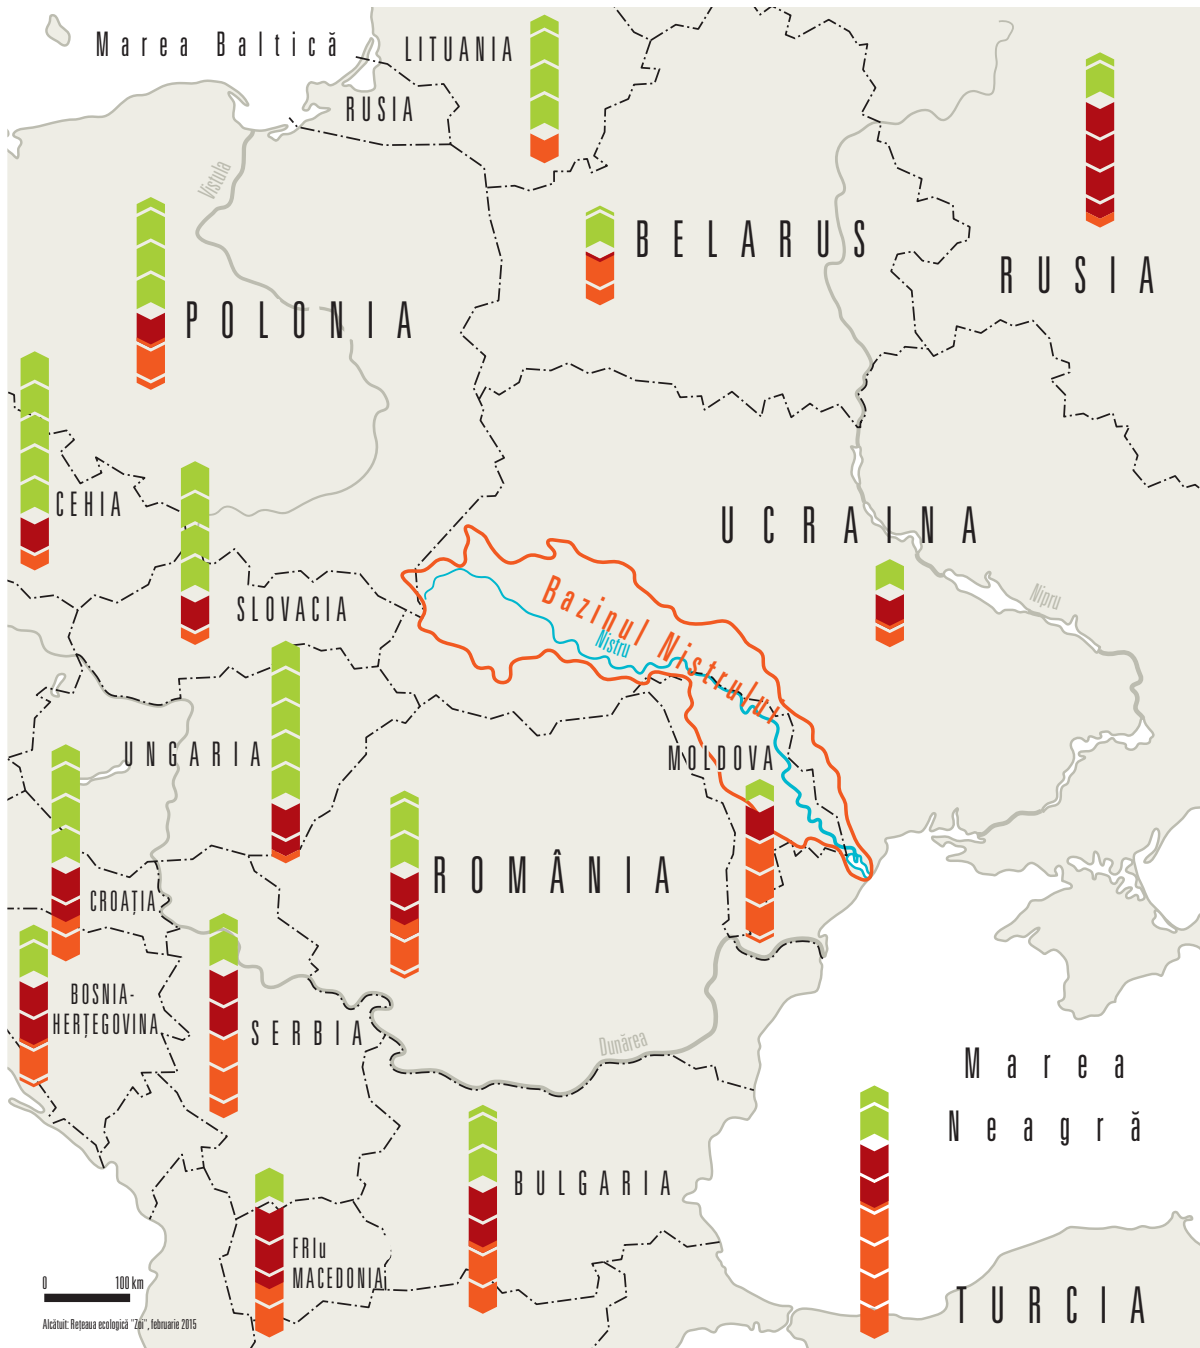 Marea Baltică
LITUANIA
RUSIA
Vistula
BELARUS
RUSIA
POLONIA
CEHIA
UCRAINA
SLOVACIA
Bazinul Nistrului
Nistru
Nipru
UNGARIA
MOLDOVA
ROMÂNIA
CROAȚIA
BOSNIA-
HERȚEGOVINA
SERBIA
Dunărea
Marea
Neagră
BULGARIA
FRIu
MACEDONIA
TURCIA
0 100 km
Alcătuit: Rețeaua ecologică "Zoi", februarie 2015